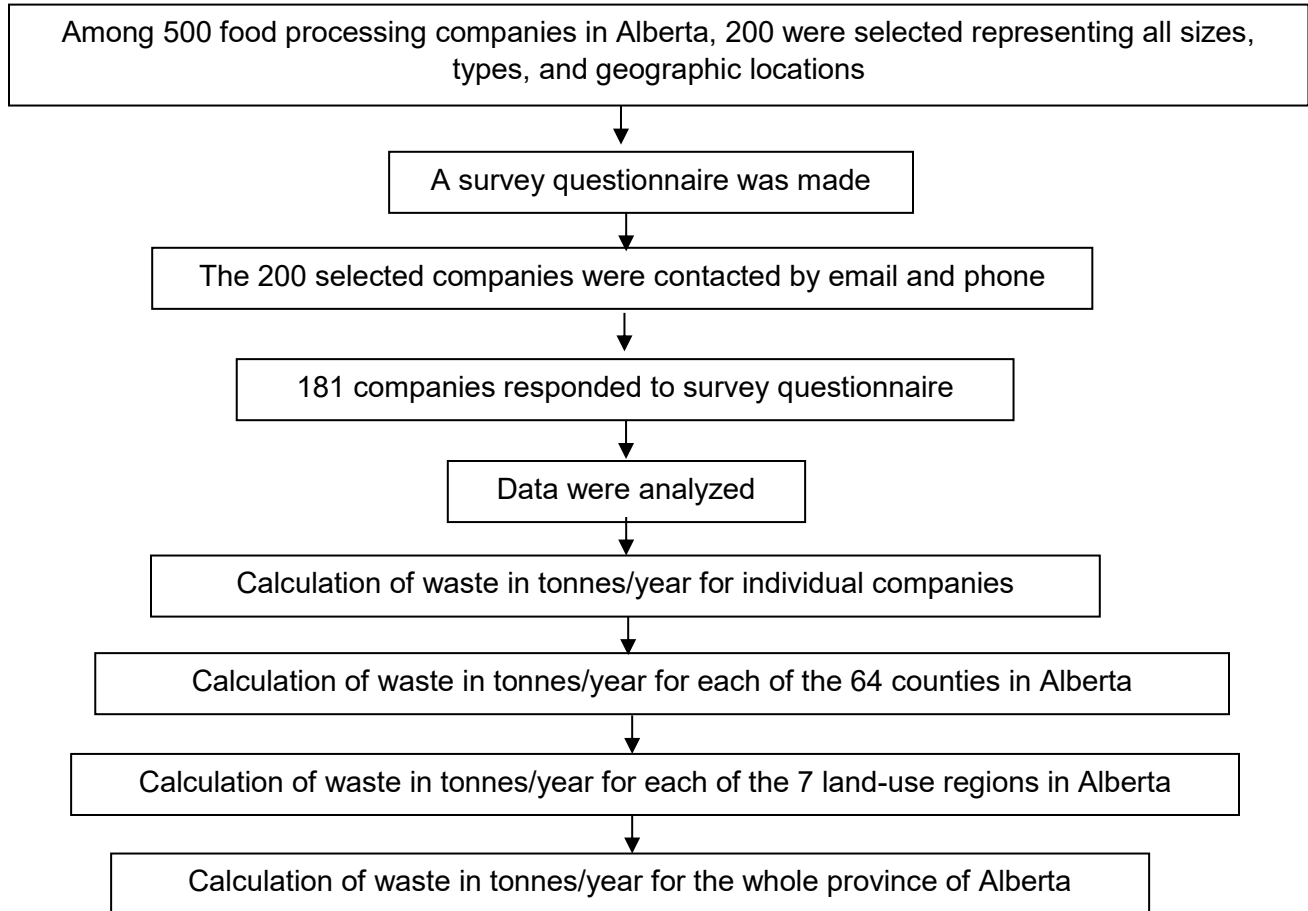 Among 500 food processing companies in Alberta, 200 were selected representing all sizes,
types, and geographic locations
A survey questionnaire was made
The 200 selected companies were contacted by email and phone
181 companies responded to survey questionnaire
Data were analyzed
Calculation of waste in tonnes/year for individual companies
Calculation of waste in tonnes/year for each of the 64 counties in Alberta
Calculation of waste in tonnes/year for each of the 7 land-use regions in Alberta
Calculation of waste in tonnes/year for the whole province of Alberta